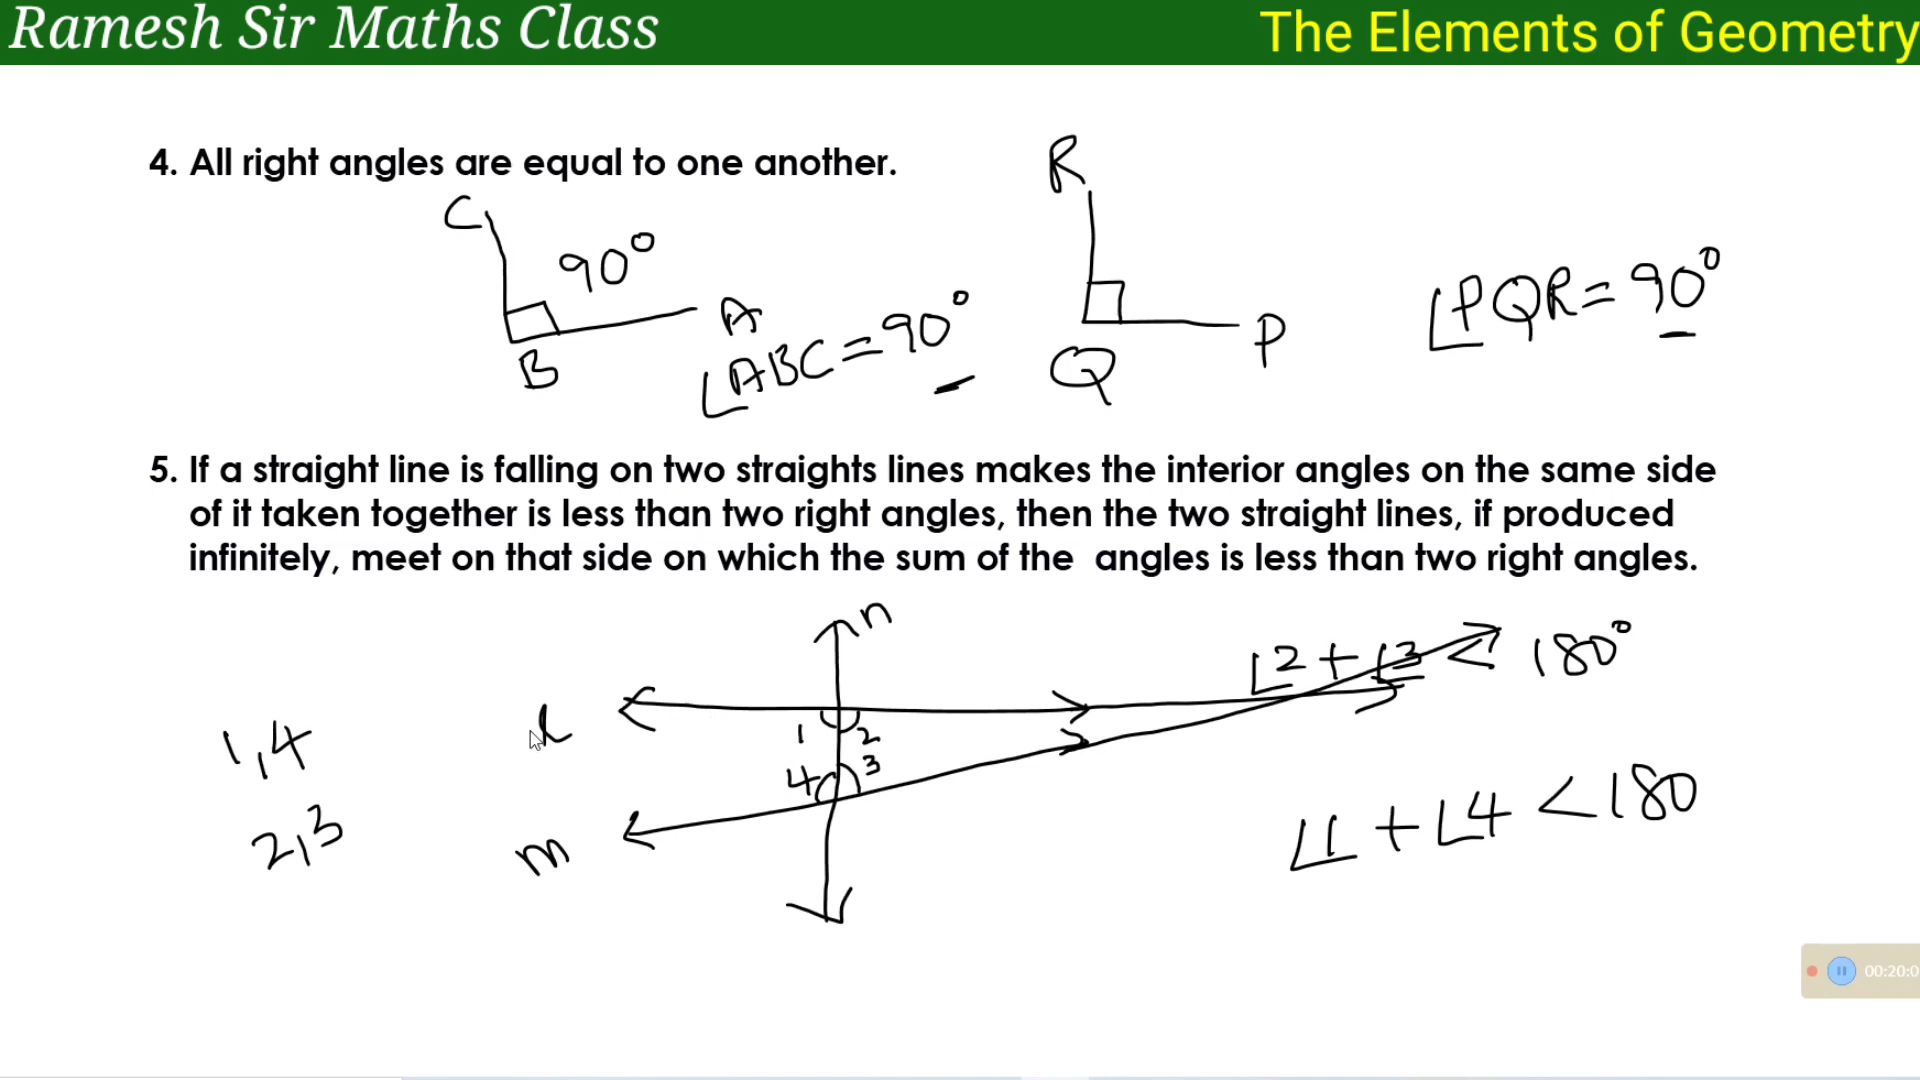 Ramesh Sir Maths Class
The Elements of Geometry
4. All right angles are equal to one another.
C
90°
A
B
∠ABC = 90°
R
Q
P
∠PQR = 90°
5. If a straight line is falling on two straights lines makes the interior angles on the same side
of it taken together is less than two right angles, then the two straight lines, if produced
infinitely, meet on that side on which the sum of the angles is less than two right angles.
n
∠2 + ∠3 < 180°
l
1
2
1,4
4
3
2,3
m
∠1 + ∠4 < 180
00:20:0